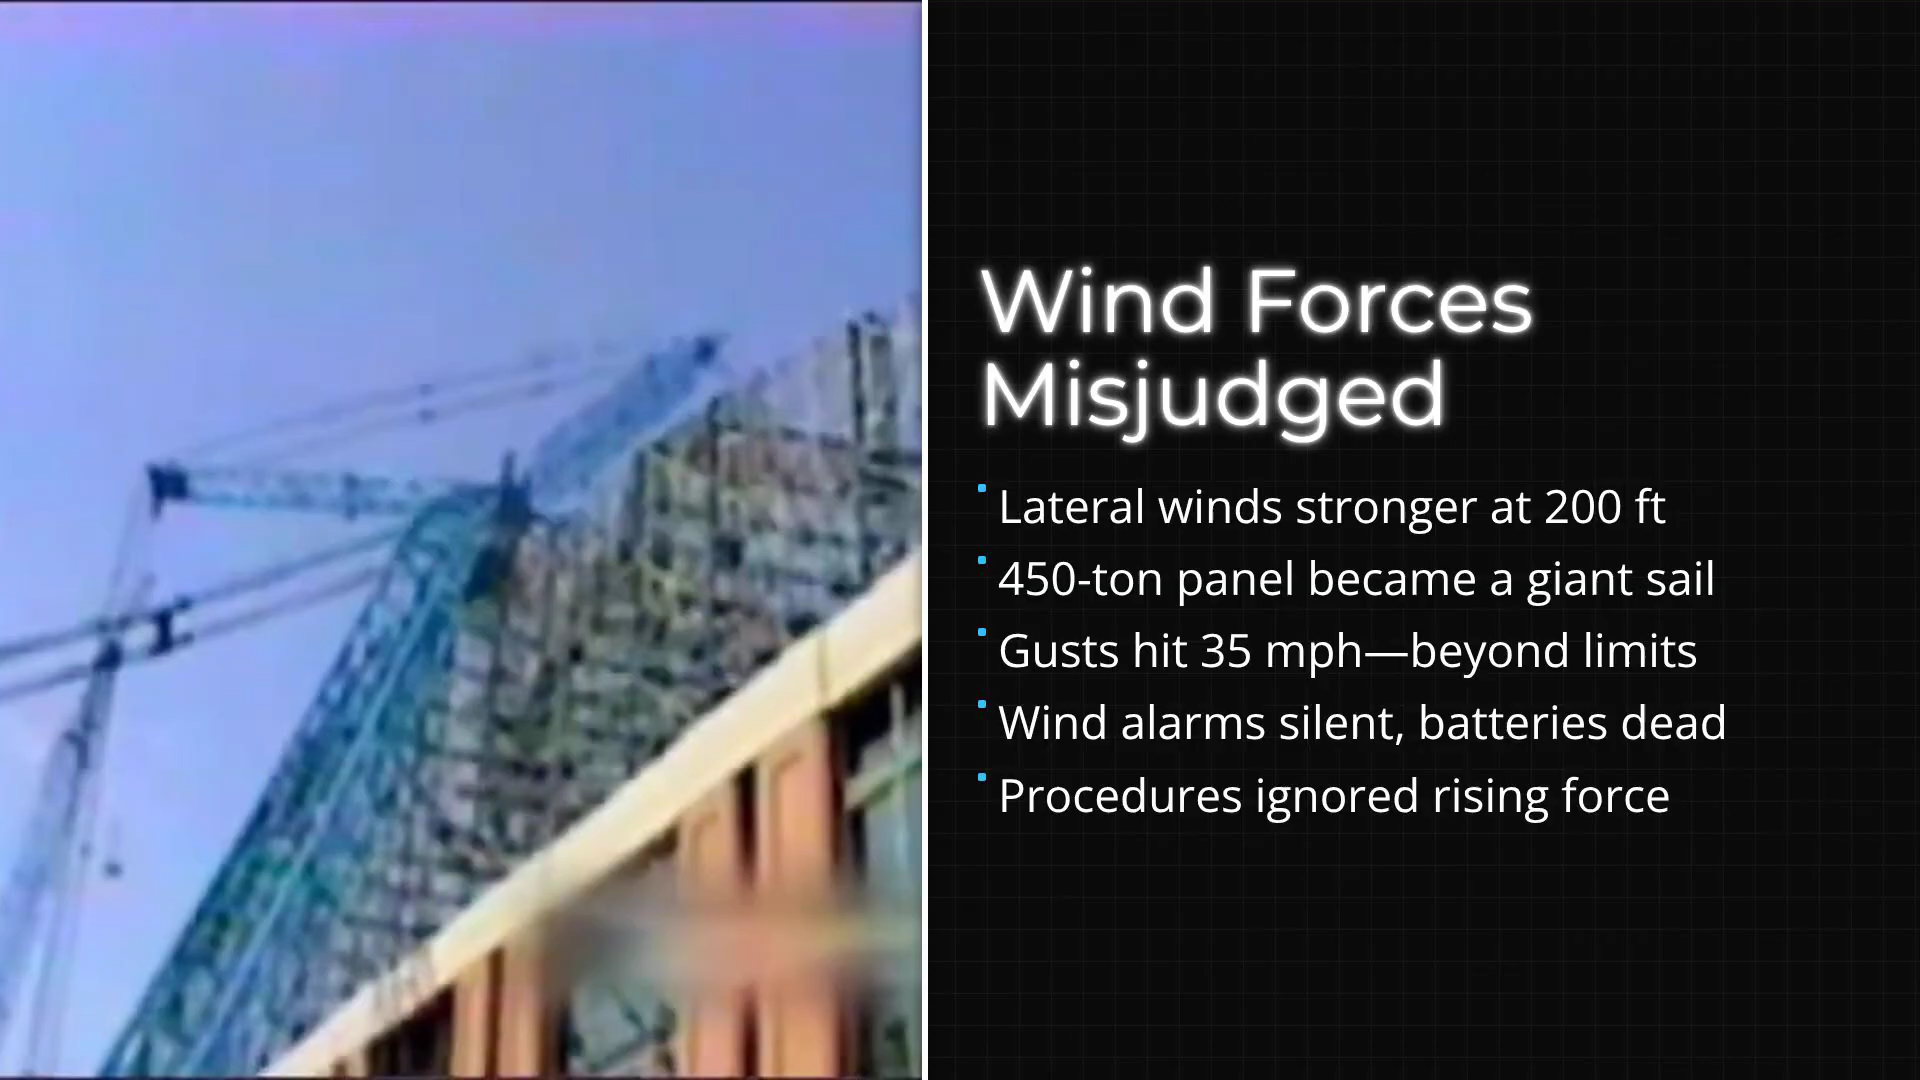 Wind Forces
Misjudged
Lateral winds stronger at 200 ft
450-ton panel became a giant sail
Gusts hit 35 mph—beyond limits
Wind alarms silent, batteries dead
Procedures ignored rising force